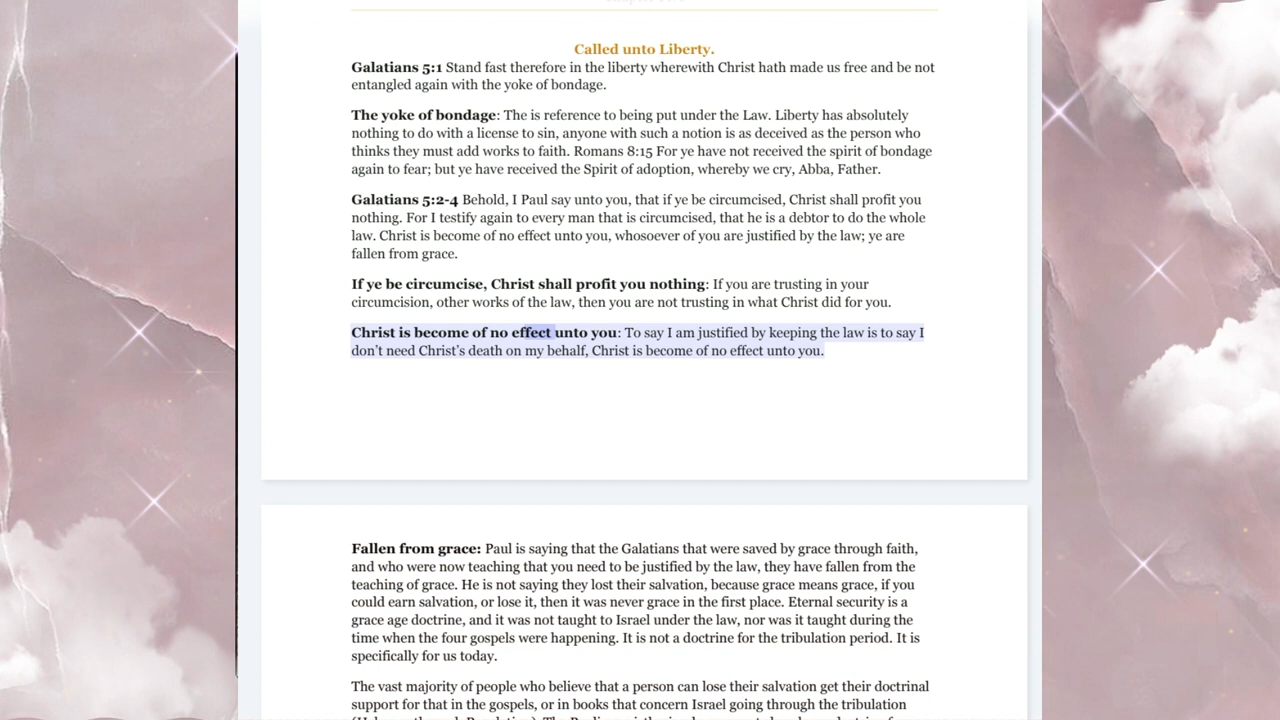 Called unto Liberty.
Galatians 5:1 Stand fast therefore in the liberty wherewith Christ hath made us free and be not
entangled again with the yoke of bondage.
The yoke of bondage: The is reference to being put under the Law. Liberty has absolutely
nothing to do with a license to sin, anyone with such a notion is as deceived as the person who
thinks they must add works to faith. Romans 8:15 For ye have not received the spirit of bondage
again to fear; but ye have received the Spirit of adoption, whereby we cry, Abba, Father.
Galatians 5:2-4 Behold, I Paul say unto you, that if ye be circumcised, Christ shall profit you
nothing. For I testify again to every man that is circumcised, that he is a debtor to do the whole
law. Christ is become of no effect unto you, whosoever of you are justified by the law; ye are
fallen from grace.
If ye be circumcise, Christ shall profit you nothing: If you are trusting in your
circumcision, other works of the law, then you are not trusting in what Christ did for you.
Christ is become of no effect unto you: To say I am justified by keeping the law is to say I
don't need Christ's death on my behalf, Christ is become of no effect unto you.
Fallen from grace: Paul is saying that the Galatians that were saved by grace through faith,
and who were now teaching that you need to be justified by the law, they have fallen from the
teaching of grace. He is not saying they lost their salvation, because grace means grace, if you
could earn salvation, or lose it, then it was never grace in the first place. Eternal security is a
grace age doctrine, and it was not taught to Israel under the law, nor was it taught during the
time when the four gospels were happening. It is not a doctrine for the tribulation period. It is
specifically for us today.
The vast majority of people who believe that a person can lose their salvation get their doctrinal
support for that in the gospels, or in books that concern Israel going through the tribulation